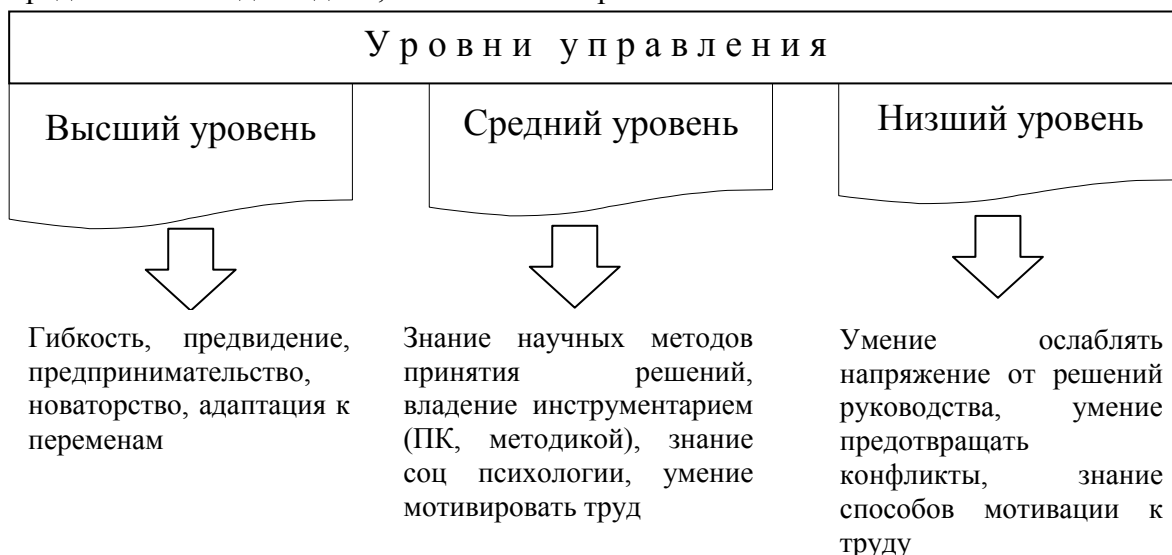 Уровни управления
Высший уровень
Гибкость, предвидение,
предпринимательство,
новаторство, адаптация к
переменам
Средний уровень
Знание научных методов
принятия решений,
владение инструментарием
(ПК, методикой), знание
соц психологии, умение
мотивировать труд
Низший уровень
Умение ослаблять
напряжение от решений
руководства, умение
предотвращать
конфликты, знание
способов мотивации к
труду